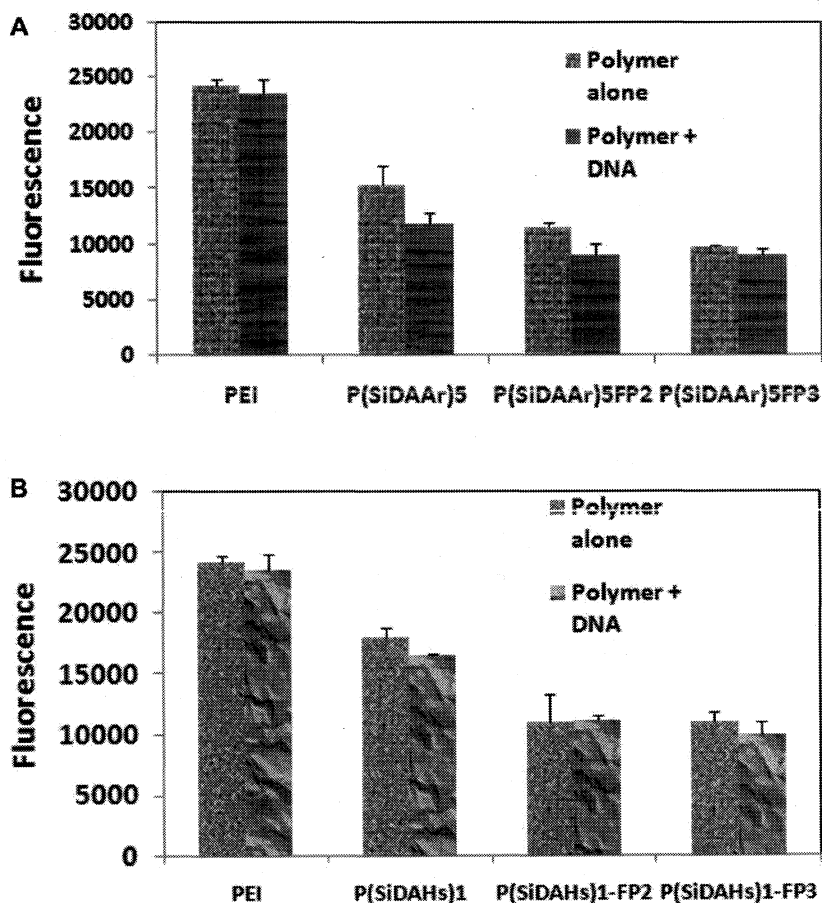 A
30000
25000
20000
15000
10000
5000
0
Fluorescence
Polymer
alone
Polymer +
DNA
PEI P(SiDAAr)5 P(SiDAAr)5FP2 P(SiDAAr)5FP3
B
30000
25000
20000
15000
10000
5000
0
Fluorescence
Polymer
alone
Polymer +
DNA
PEI P(SiDAHs)1 P(SiDAHs)1-FP2 P(SiDAHs)1-FP3